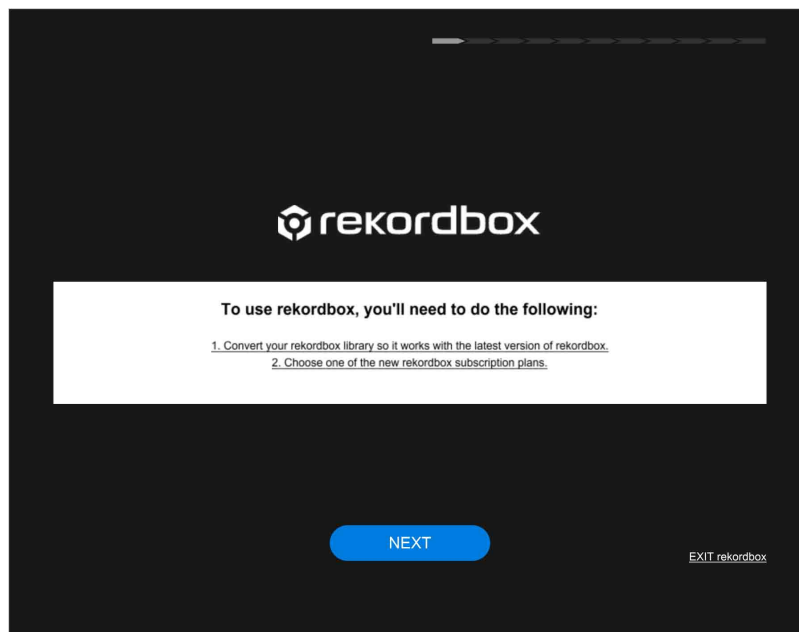 rekordbox
To use rekordbox, you'll need to do the following:
1. Convert your rekordbox library so it works with the latest version of rekordbox.
2. Choose one of the new rekordbox subscription plans.
NEXT
EXIT rekordbox